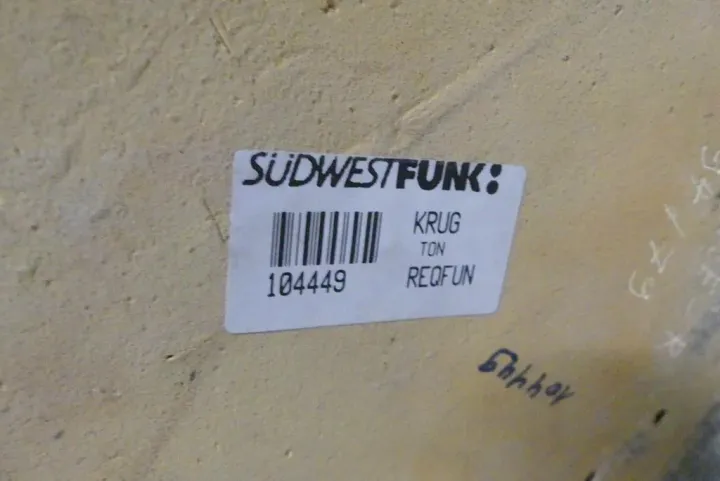 SÜDWESTFUNK:
KRUG
TON
104449
REQFUN
104449